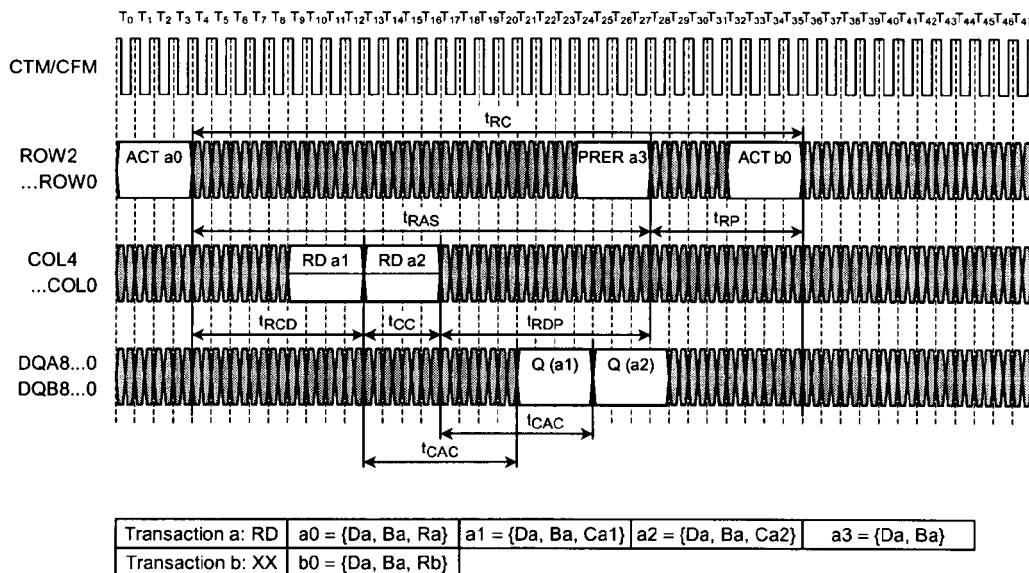 T0 T1 T2 T3 T4 T5 T6 T7 T8 T9 T10 T11 T12 T13 T14 T15 T16 T17 T18 T19 T20 T21 T22 T23 T24 T25 T26 T27 T28 T29 T30 T31 T32 T33 T34 T35 T36 T37 T38 T39 T40 T41 T42 T43 T44 T45 T46 T47
CTM/CFM
tRC
ROW2
...ROW0
ACT a0
PRER a3
ACT b0
tRAS
tRP
COL4
...COL0
RD a1
RD a2
tRCD
tCC
tRDP
DQA8...0
DQB8...0
Q (a1)
Q (a2)
tCAC
tCAC
Transaction a: RD a0 = {Da, Ba, Ra} a1 = {Da, Ba, Ca1} a2 = {Da, Ba, Ca2} a3 = {Da, Ba}
Transaction b: XX b0 = {Da, Ba, Rb}